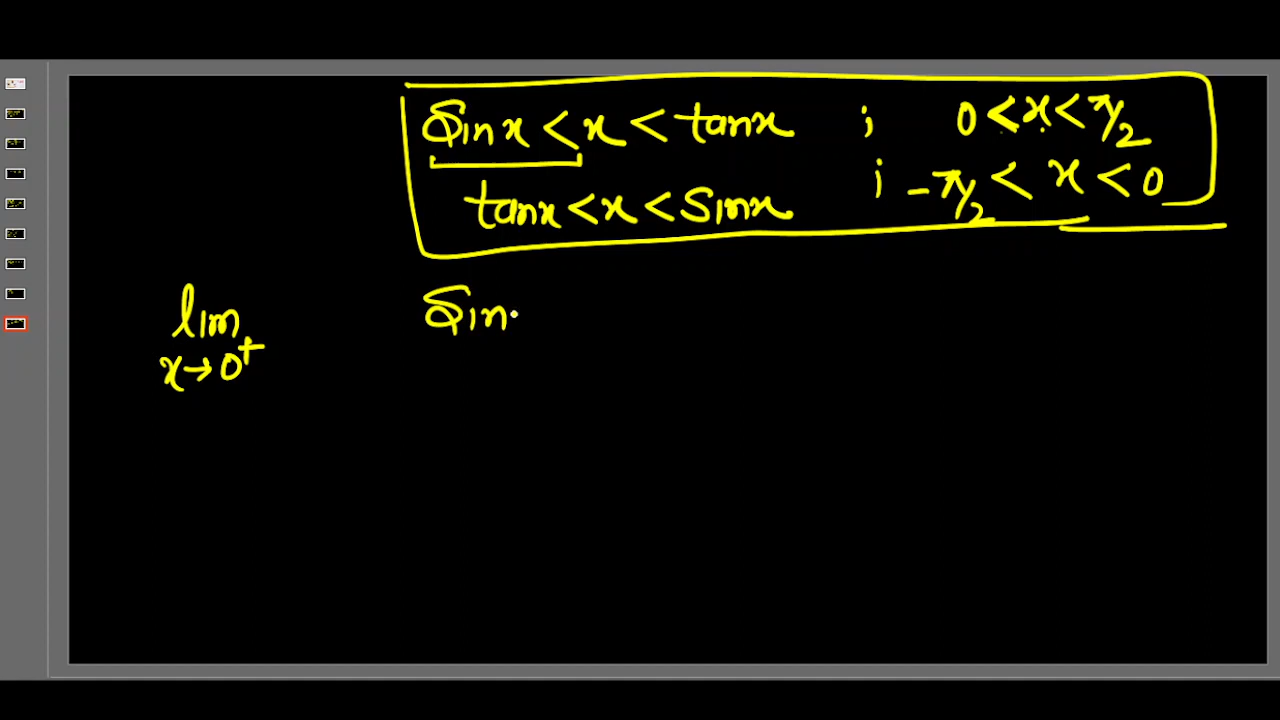 Sinx < x < tanx ; 0 < x < π/2
tanx < x < Sinx ; -π/2 < x < 0
lim Sin
x→0⁺